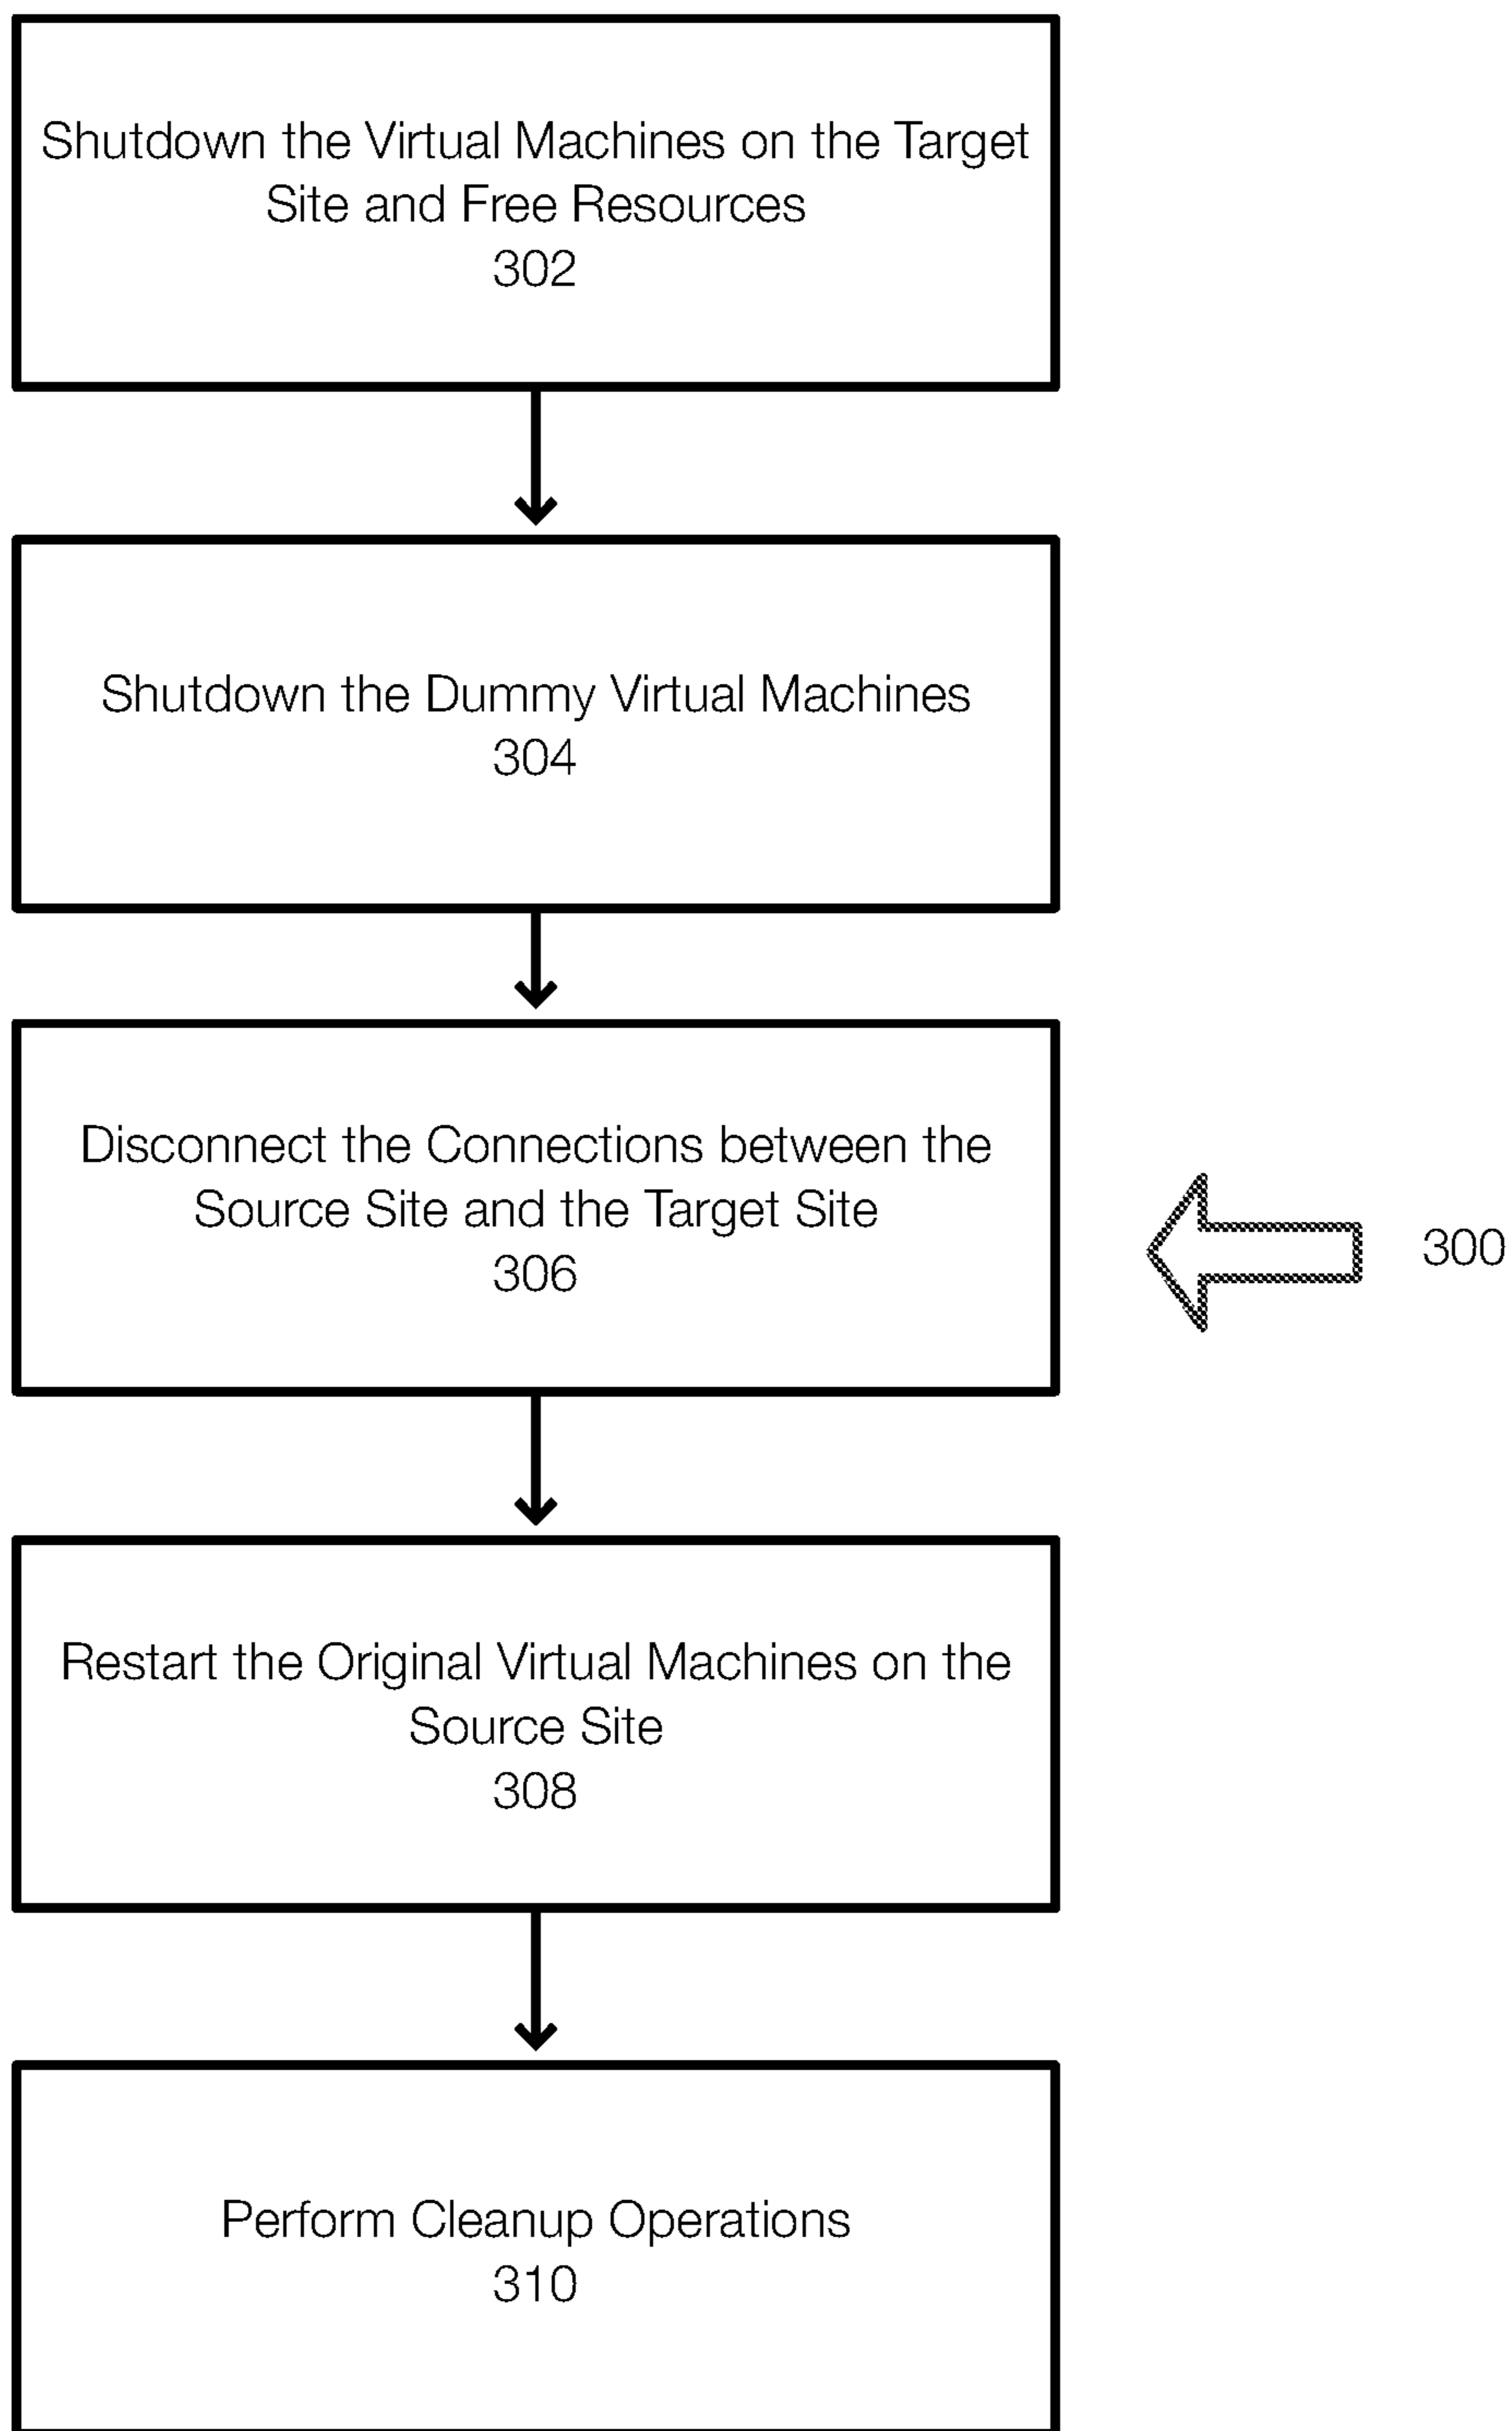 Shutdown the Virtual Machines on the Target
Site and Free Resources
302
Shutdown the Dummy Virtual Machines
304
Disconnect the Connections between the
Source Site and the Target Site
306
300
Restart the Original Virtual Machines on the
Source Site
308
Perform Cleanup Operations
310